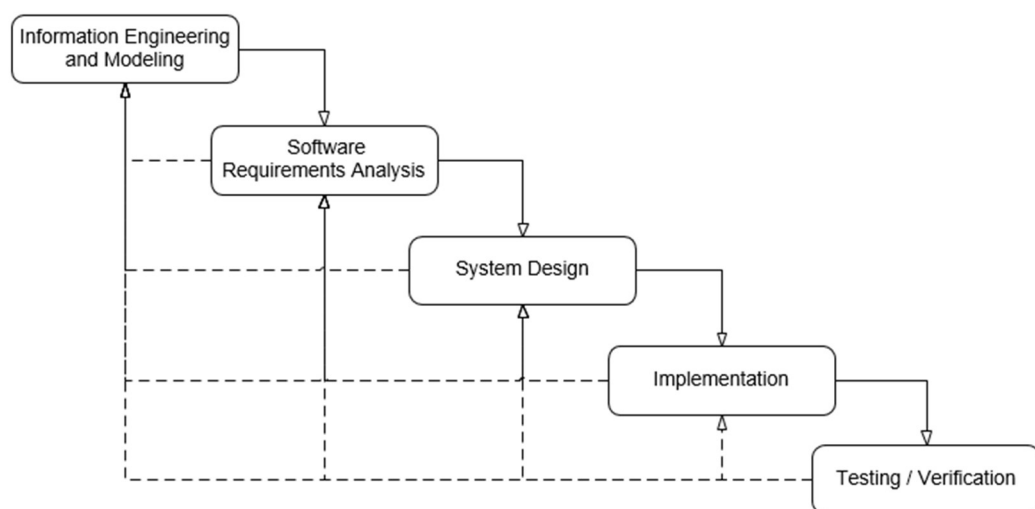 Information Engineering
and Modeling
Software
Requirements Analysis
System Design
Implementation
Testing / Verification